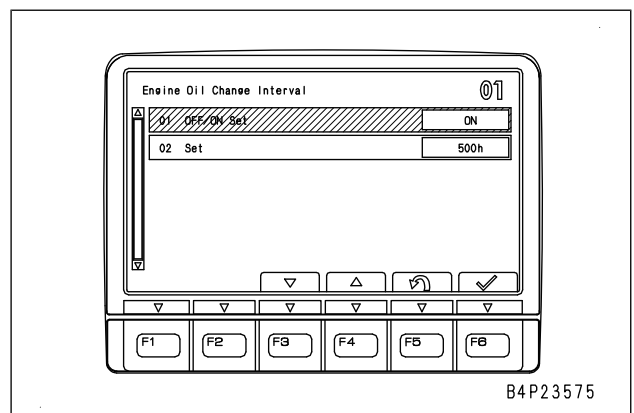 Engine Oil Change Interval 01
01 OFF/ON Set ON
02 Set 500h
F1 F2 F3 F4 F5 F6
B4P23575